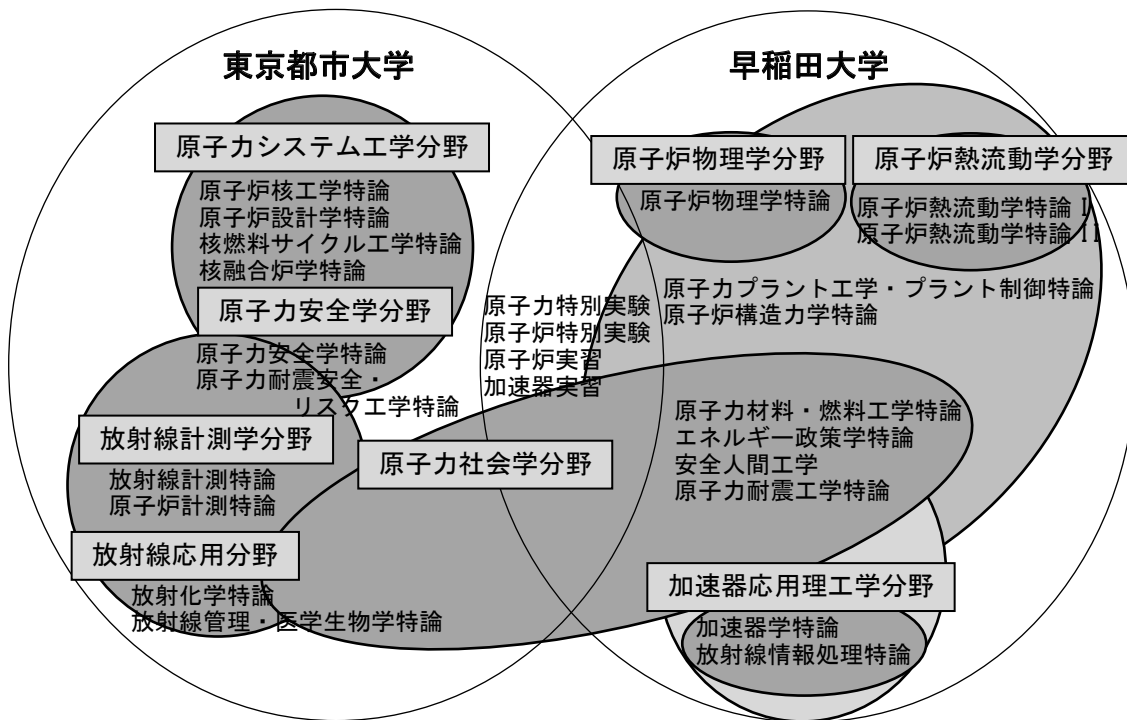 東京都市大学
早稲田大学
原子力システム工学分野
原子炉核工学特論
原子炉設計学特論
核燃料サイクル工学特論
核融合炉学特論
原子力安全学分野
原子力安全学特論
原子力耐震安全・
リスク工学特論
放射線計測学分野
放射線計測特論
原子炉計測特論
放射線応用分野
放射化学特論
放射線管理・医学生物学特論
原子力特別実験
原子炉特別実験
原子炉実習
加速器実習
原子力社会学分野
原子炉物理学分野
原子炉物理学特論
原子炉熱流動学分野
原子炉熱流動学特論 I
原子炉熱流動学特論 II
原子力プラント工学・プラント制御特論
原子炉構造力学特論
原子力材料・燃料工学特論
エネルギー政策学特論
安全人間工学
原子力耐震工学特論
加速器応用理工学分野
加速器学特論
放射線情報処理特論